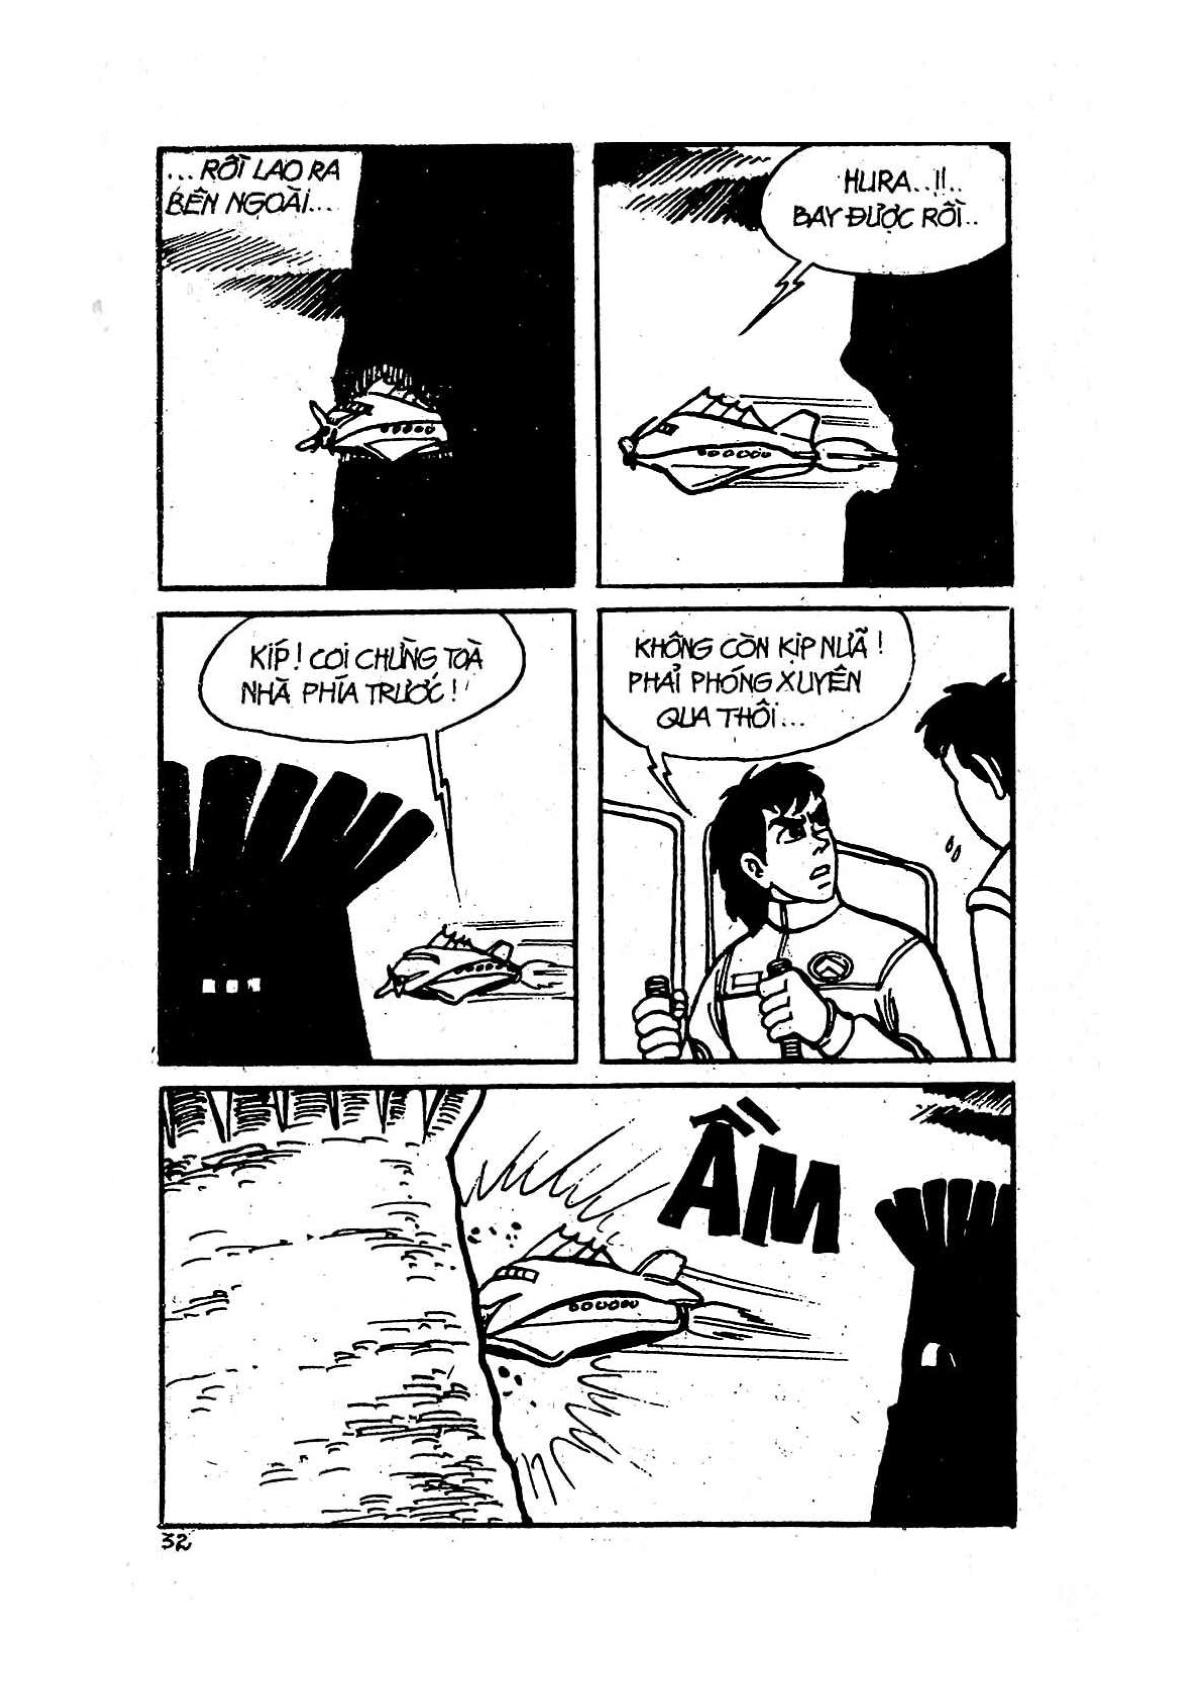 ...RỒI LAO RA
BÊN NGOÀI...
HURA..!!..
BAY ĐƯỢC RỒI..
KÍP! COI CHỪNG TOÀ
NHÀ PHÍA TRƯỚC!
KHÔNG CÒN KỊP NỮA!
PHẢI PHÓNG XUYÊN
QUA THÔI...
ẦM
32